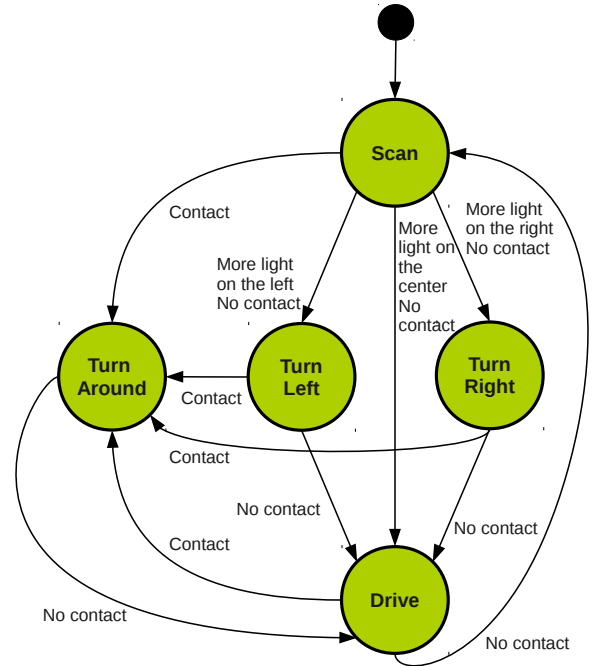 Scan
Contact
More light
on the left
No contact
More
light on
the
center
No
contact
More light
on the right
No contact
Turn
Around
Turn
Left
Turn
Right
Contact
Contact
No contact
No contact
Contact
Drive
No contact
No contact